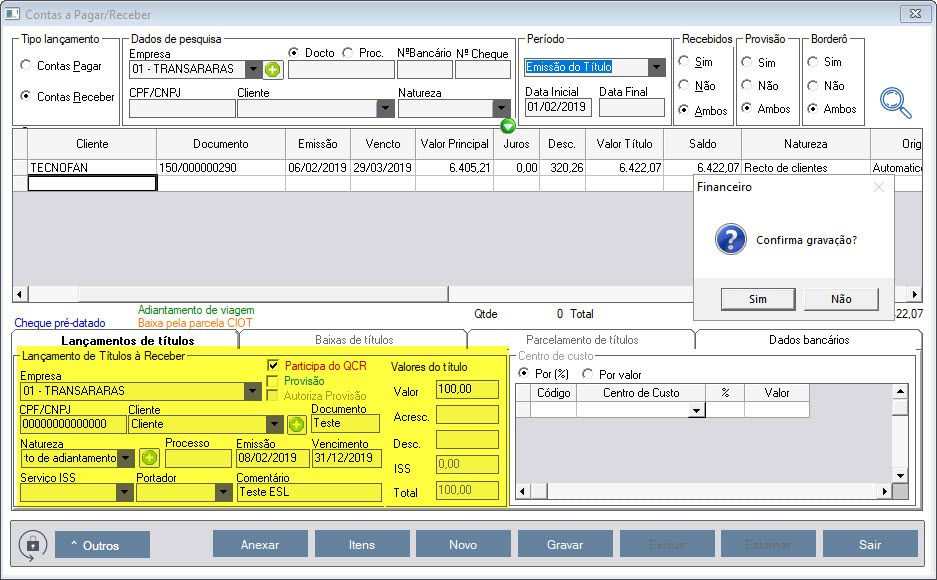 Contas a Pagar/Receber
Tipo lançamento
Contas Pagar
Contas Receber
Dados de pesquisa
Empresa
01 - TRANSARARAS
Docto
Proc.
NºBancário
Nº Cheque
CPF/CNPJ
Cliente
Natureza
Período
Emissão do Título
Data Inicial
Data Final
01/02/2019
Recebidos
Sim
Não
Ambos
Provisão
Sim
Não
Ambos
Borderô
Sim
Não
Ambos
Cliente Documento Emissão Vencto Valor Principal Juros Desc. Valor Título Saldo Natureza Orig
TECNOFAN 150/000000290 06/02/2019 29/03/2019 6.405,21 0,00 320,26 6.422,07 6.422,07 Recto de clientes Automatico
Financeiro
Confirma gravação?
Sim
Não
Adiantamento de viagem
Cheque pré-datado
Baixa pela parcela CIOT
Qtde 0 Total
22,07
Lançamentos de títulos
Baixas de títulos
Parcelamento de títulos
Dados bancários
Lançamento de Títulos à Receber
Participa do QCR
Provisão
Autoriza Provisão
Empresa
01 - TRANSARARAS
CPF/CNPJ
Cliente
Documento
00000000000000
Cliente
Teste
Natureza
Processo
Emissão
Vencimento
to de adiantamento
08/02/2019
31/12/2019
Serviço ISS
Portador
Comentário
Teste ESL
Valores do título
Valor 100,00
Acresc.
Desc.
ISS 0,00
Total 100,00
Centro de custo
Por (%)
Por valor
Código Centro de Custo % Valor
^ Outros
Anexar
Itens
Novo
Gravar
Excluir
Estornar
Sair